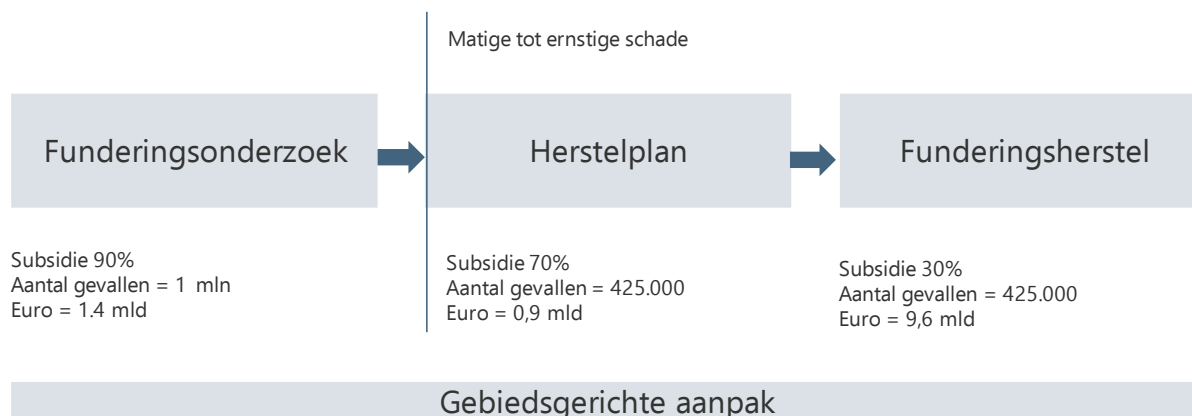 Matige tot ernstige schade
Funderingsonderzoek
Herstelplan
Funderingsherstel
Subsidie 90%
Aantal gevallen = 1 mln
Euro = 1.4 mld
Subsidie 70%
Aantal gevallen = 425.000
Euro = 0,9 mld
Subsidie 30%
Aantal gevallen = 425.000
Euro = 9,6 mld
Gebiedsgerichte aanpak